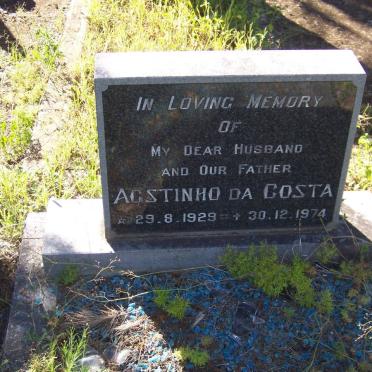 In Loving Memory
Of
My Dear Husband
and Our Father
Agstinho da Costa
* 29.8.1929 = + 30.12.1974